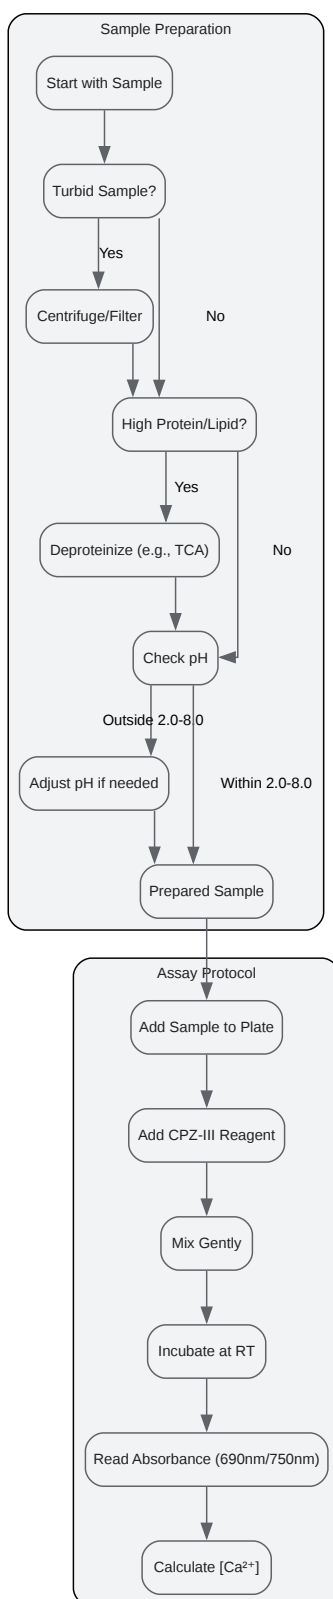 Sample Preparation
Start with Sample
Turbid Sample?
Yes
Centrifuge/Filter
No
High Protein/Lipid?
Yes
Deproteinize (e.g., TCA)
No
Check pH
Outside 2.0-8.0
Adjust pH if needed
Within 2.0-8.0
Prepared Sample
Assay Protocol
Add Sample to Plate
Add CPZ-III Reagent
Mix Gently
Incubate at RT
Read Absorbance (690nm/750nm)
Calculate [Ca²⁺]